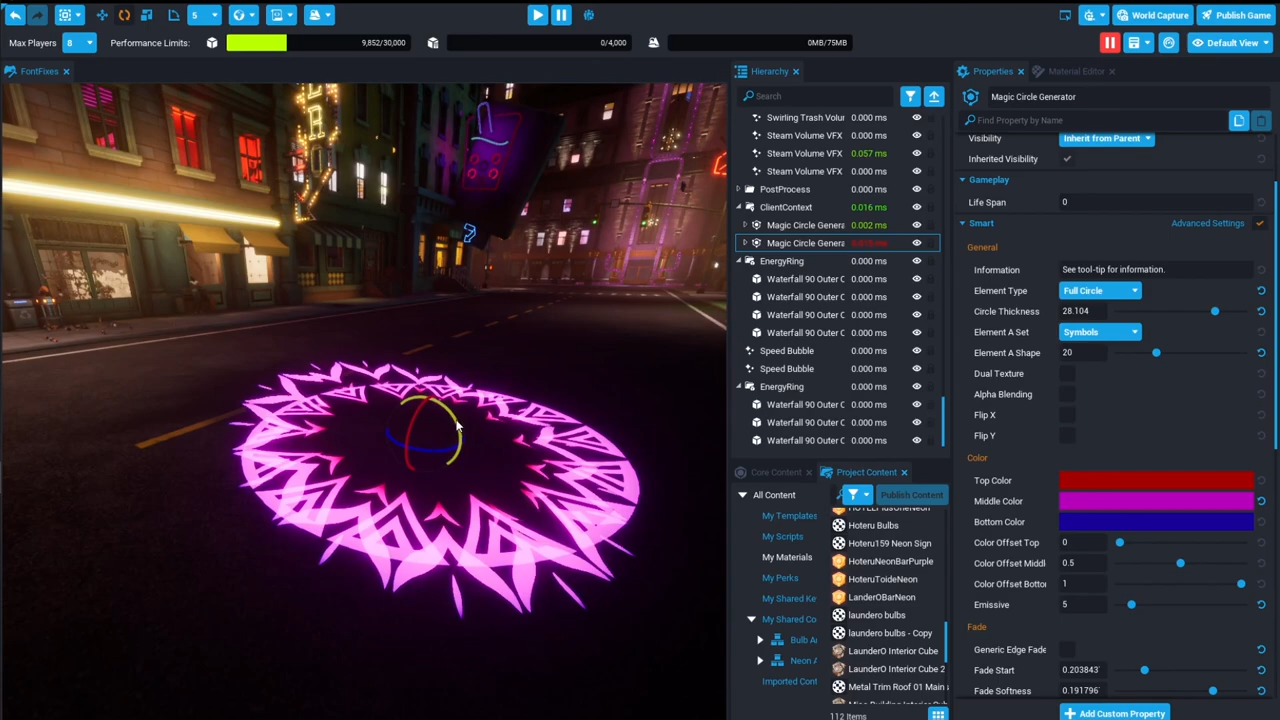 5
World Capture
Publish Game
Max Players
8
Performance Limits:
9,852/30,000
0/4,000
0MB/75MB
Default View
FontFixes
Hierarchy
Search
Swirling Trash Volur
0.000 ms
Steam Volume VFX
0.000 ms
Steam Volume VFX
0.057 ms
Steam Volume VFX
0.000 ms
PostProcess
0.000 ms
ClientContext
0.016 ms
Magic Circle Genera
0.002 ms
Magic Circle Genera
EnergyRing
0.000 ms
Waterfall 90 Outer C
0.000 ms
Waterfall 90 Outer C
0.000 ms
Waterfall 90 Outer C
0.000 ms
Waterfall 90 Outer C
0.000 ms
Speed Bubble
0.000 ms
Speed Bubble
0.000 ms
EnergyRing
0.000 ms
Waterfall 90 Outer C
0.000 ms
Waterfall 90 Outer C
0.000 ms
Waterfall 90 Outer C
0.000 ms
Core Content
Project Content
All Content
Publish Content
My Templates
My Scripts
My Materials
My Perks
My Shared Ke
My Shared Co
Bulb Ar
Neon A
Imported Cont
HOTELPlusOneNeon
Hoteru Bulbs
Hoteru159 Neon Sign
HoteruNeonBarPurple
HoteruToideNeon
LanderOBarNeon
laundero bulbs
laundero bulbs - Copy
LaunderO Interior Cube
LaunderO Interior Cube 2
Metal Trim Roof 01 Main
112 Items
Properties
Material Editor
Magic Circle Generator
Find Property by Name
Visibility
Inherit from Parent
Inherited Visibility
Gameplay
Life Span
0
Smart
Advanced Settings
General
Information
See tool-tip for information.
Element Type
Full Circle
Circle Thickness
28.104
Element A Set
Symbols
Element A Shape
20
Dual Texture
Alpha Blending
Flip X
Flip Y
Color
Top Color
Middle Color
Bottom Color
Color Offset Top
0
Color Offset Middl
0.5
Color Offset Bottor
1
Emissive
5
Fade
Generic Edge Fade
Fade Start
0.203843
Fade Softness
0.191796
Add Custom Property